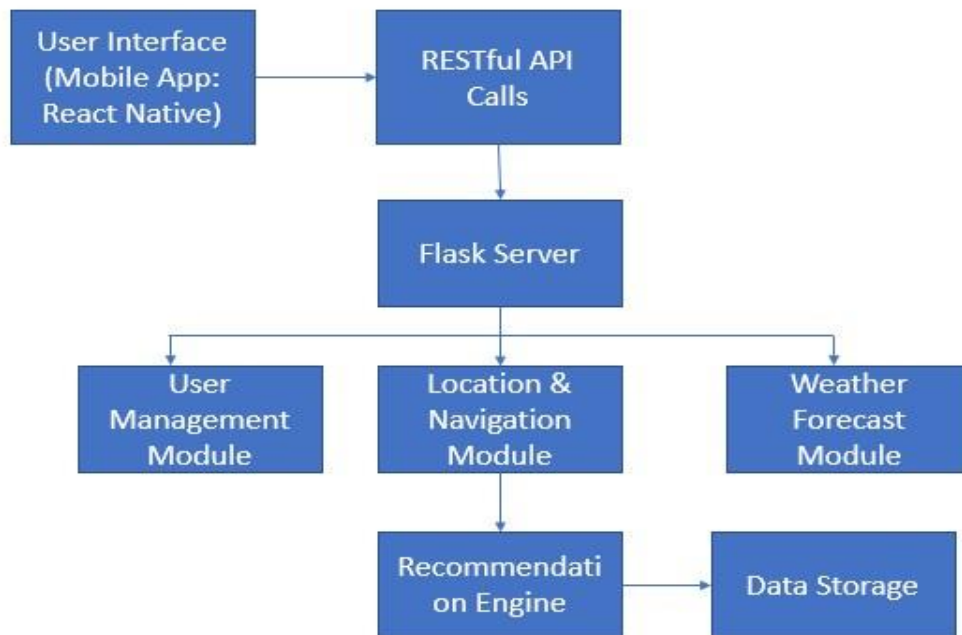 User Interface
(Mobile App:
React Native)
RESTful API
Calls
Flask Server
User
Management
Module
Location &
Navigation
Module
Weather
Forecast
Module
Recommendati
on Engine
Data Storage